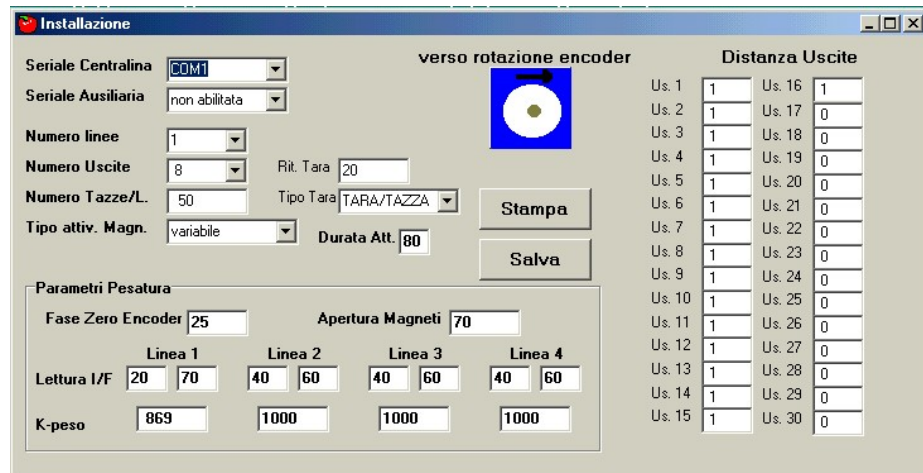 Installazione
Seriale Centralina COM1
Seriale Ausiliaria non abilitata
Numero linee 1
Numero Uscite 8
Rit. Tara 20
Numero Tazze/L. 50
Tipo Tara TARA/TAZZA
Tipo attiv. Magn. variabile
Durata Att. 80
verso rotazione encoder
Stampa
Salva
Parametri Pesatura
Fase Zero Encoder 25
Apertura Magneti 70
Linea 1 Linea 2 Linea 3 Linea 4
Lettura I/F 20 70 40 60 40 60 40 60
K-peso 869 1000 1000 1000
Distanza Uscite
Us. 1 1 Us. 16 1
Us. 2 1 Us. 17 0
Us. 3 1 Us. 18 0
Us. 4 1 Us. 19 0
Us. 5 1 Us. 20 0
Us. 6 1 Us. 21 0
Us. 7 1 Us. 22 0
Us. 8 1 Us. 23 0
Us. 9 1 Us. 24 0
Us. 10 1 Us. 25 0
Us. 11 1 Us. 26 0
Us. 12 1 Us. 27 0
Us. 13 1 Us. 28 0
Us. 14 1 Us. 29 0
Us. 15 1 Us. 30 0